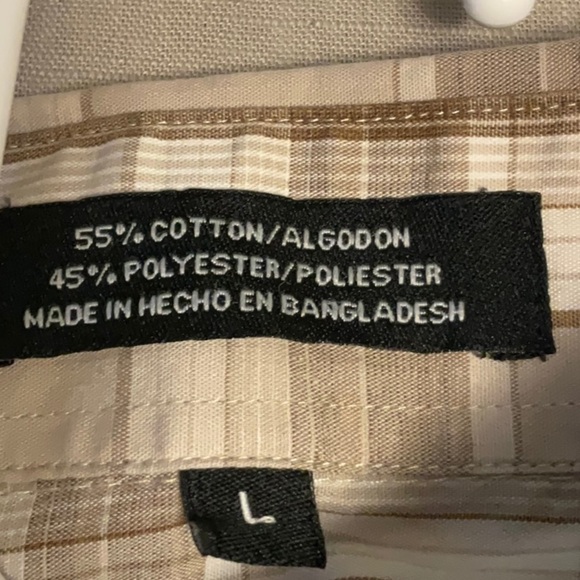 55% COTTON/ALGODON
45% POLYESTER/POLIESTER
MADE IN HECHO EN BANGLADESH
L